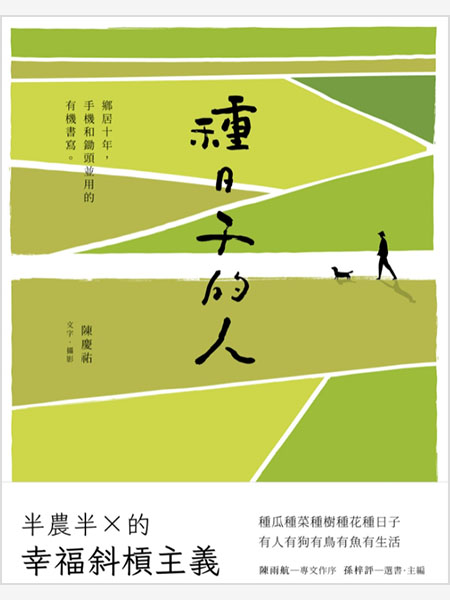 種日子的人
鄉居十年，
手機和鋤頭並用的
有機書寫。
陳慶祐
文字・攝影
半農半×的
幸福斜槓主義
種瓜種菜種樹種花種日子
有人有狗有鳥有魚有生活
陳雨航—專文作序 孫梓評—選書・主編